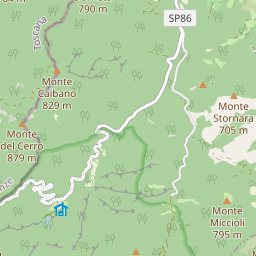 790 m
Toscana
SP86
Monte
Caibano
829 m
Monte
Stornara
705 m
Monte
del Cerro
879 m
Monte
Miccioli
795 m